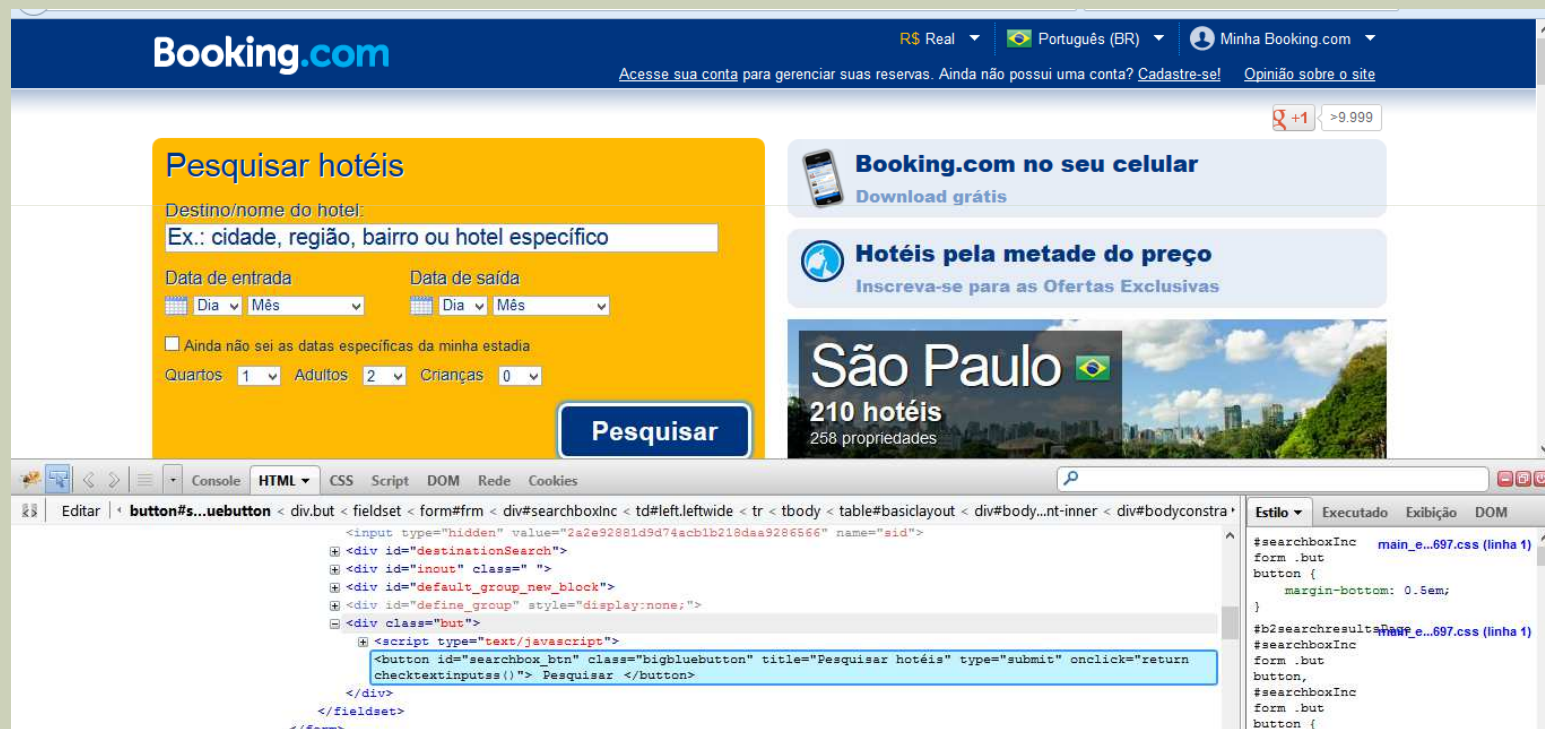 Booking.com
R$ Real Português (BR) Minha Booking.com
Acesse sua conta para gerenciar suas reservas. Ainda não possui uma conta? Cadastre-se! Opinião sobre o site
+1 >9.999
Pesquisar hotéis
Destino/nome do hotel:
Ex.: cidade, região, bairro ou hotel específico
Data de entrada Data de saída
Dia Mês Dia Mês
Ainda não sei as datas específicas da minha estadia
Quartos 1 Adultos 2 Crianças 0
Pesquisar
Booking.com no seu celular
Download grátis
Hotéis pela metade do preço
Inscreva-se para as Ofertas Exclusivas
São Paulo
210 hotéis
258 propriedades
Console HTML CSS Script DOM Rede Cookies
Editar button#s...uebutton < div.but < fieldset < form#frm < div#searchboxInc < td#left.leftwide < tr < tbody < table#basiclayout < div#body...nt-inner < div#bodyconstra
<input type="hidden" value="2a2e92881d9d74acb1b218daa9286566" name="sid">
<div id="destinationSearch">
<div id="inout" class=" ">
<div id="default_group_new_block">
<div id="define_group" style="display:none;">
<div class="but">
<script type="text/javascript">
<button id="searchbox_btn" class="bigbluebutton" title="Pesquisar hotéis" type="submit" onclick="return
checktextinputss()"> Pesquisar </button>
</div>
</fieldset>
</form>
Estilo Executado Exibição DOM
#searchboxInc main_e...697.css (linha 1)
form .but
button {
margin-bottom: 0.5em;
}
#b2searchresultsPage main_e...697.css (linha 1)
#searchboxInc
form .but
button,
#searchboxInc
form .but
button {